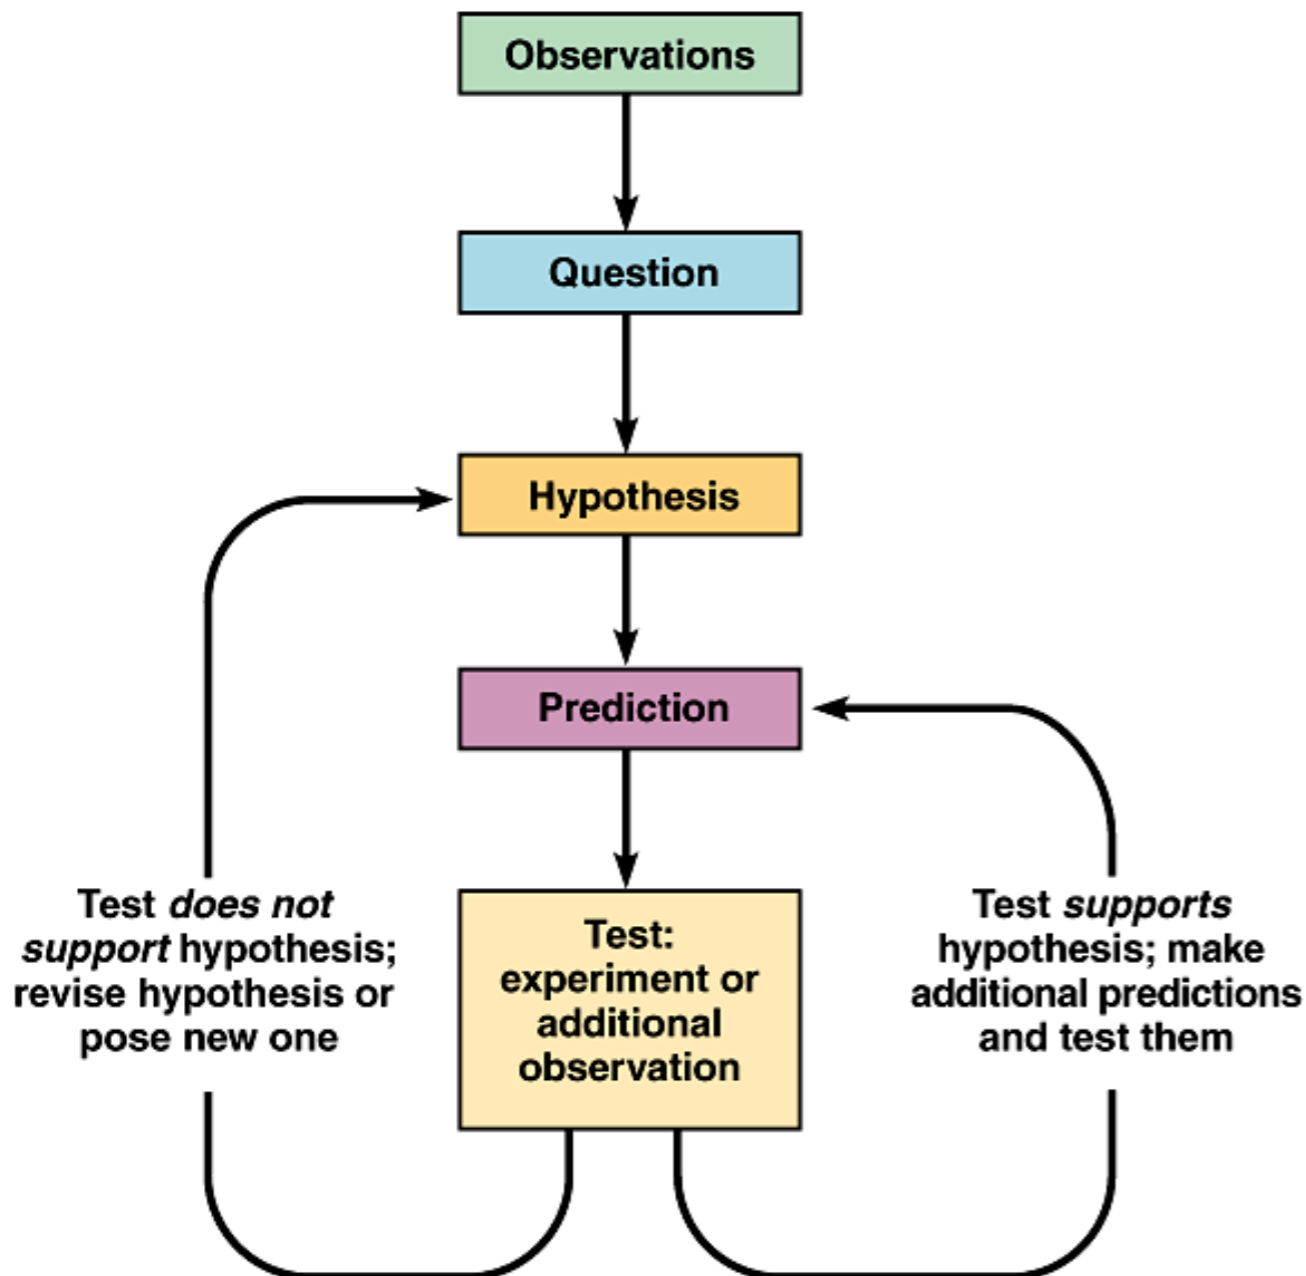 Observations
Question
Hypothesis
Prediction
Test does not
support hypothesis;
revise hypothesis or
pose new one
Test:
experiment or
additional
observation
Test supports
hypothesis; make
additional predictions
and test them